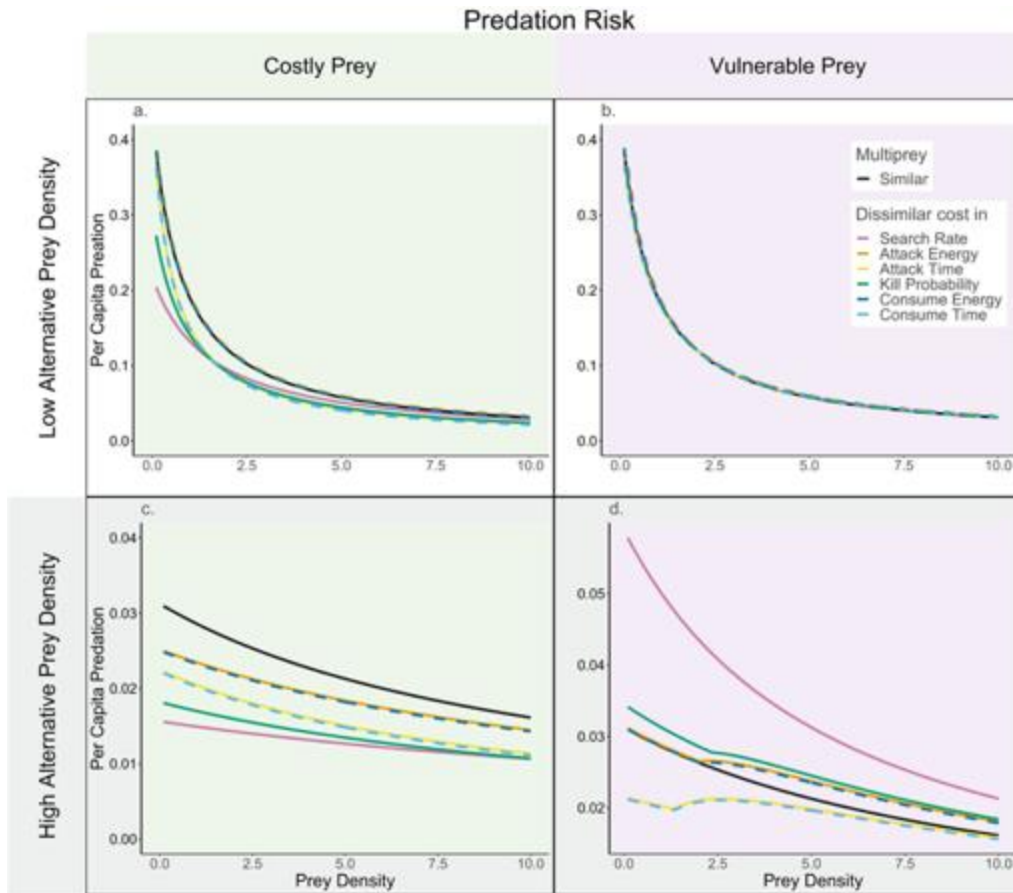 Predation Risk
Costly Prey
Vulnerable Prey
Low Alternative Prey Density
High Alternative Prey Density
a.
Per Capita Preation
0.4
0.3
0.2
0.1
0.0
0.0 2.5 5.0 7.5 10.0
b.
0.4
0.3
0.2
0.1
0.0
0.0 2.5 5.0 7.5 10.0
Multiprey
Similar
Dissimilar cost in
Search Rate
Attack Energy
Attack Time
Kill Probability
Consume Energy
Consume Time
c.
Per Capita Predation
0.04
0.03
0.02
0.01
0.00
0.0 2.5 5.0 7.5 10.0
Prey Density
d.
0.05
0.04
0.03
0.02
0.0 2.5 5.0 7.5 10.0
Prey Density